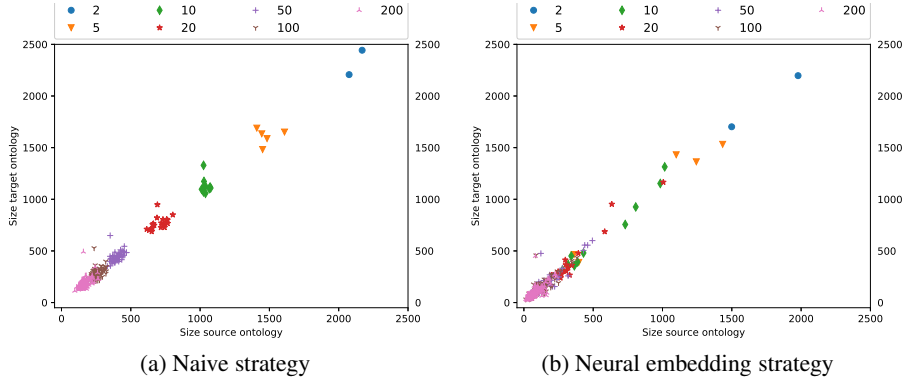 2 10 50 200
5 20 100
2 10 50 200
5 20 100
2500 2500
2000 2000
1500 1500
1000 1000
500 500
0 0
Size target ontology
0 500 1000 1500 2000 2500
Size source ontology
2500 2500
2000 2000
1500 1500
1000 1000
500 500
0 0
Size target ontology
0 500 1000 1500 2000 2500
Size source ontology
(a) Naive strategy
(b) Neural embedding strategy